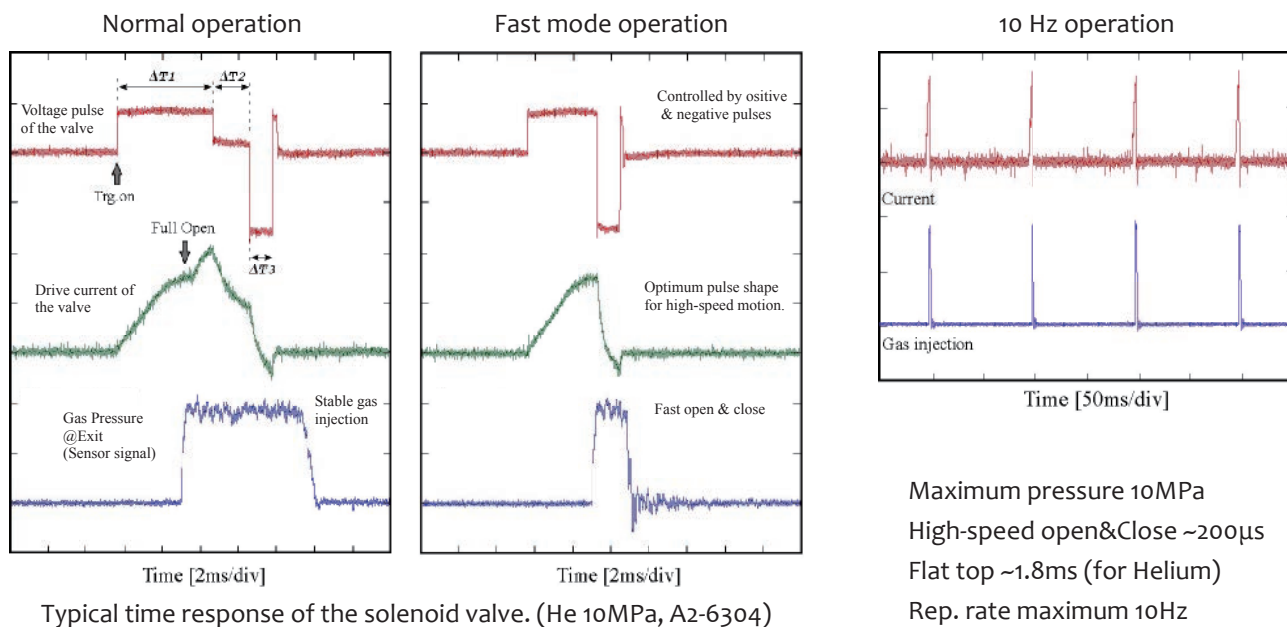 Normal operation
Fast mode operation
10 Hz operation
ΔT1
ΔT2
Voltage pulse
of the valve
Trg.on
Full Open
ΔT3
Drive current of
the valve
Gas Pressure
@Exit
(Sensor signal)
Stable gas
injection
Time [2ms/div]
Controlled by ositive
& negative pulses
Optimum pulse shape
for high-speed motion.
Fast open & close
Time [2ms/div]
Current
Gas injection
Time [50ms/div]
Typical time response of the solenoid valve. (He 10MPa, A2-6304)
Maximum pressure 10MPa
High-speed open&Close ~200µs
Flat top ~1.8ms (for Helium)
Rep. rate maximum 10Hz